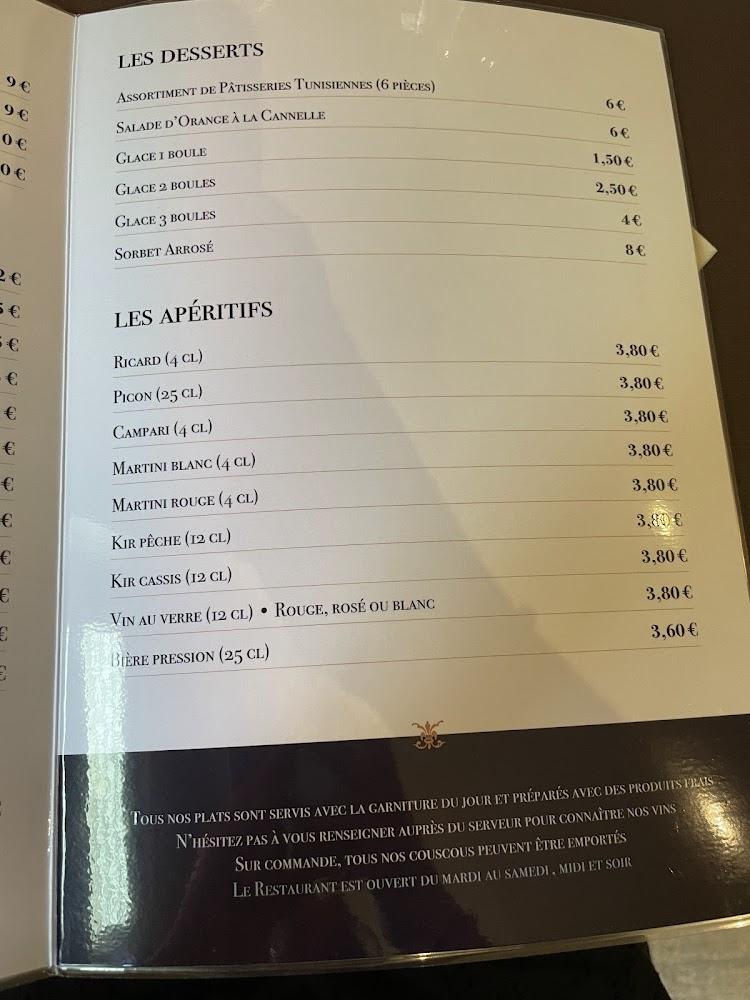 9 €
9 €
0 €
0 €
2 €
5 €
5 €
€
€
€
€
€
€
€
€
€
LES DESSERTS
Assortiment de Pâtisseries Tunisiennes (6 pièces) 6 €
Salade d'Orange à la Cannelle 6 €
Glace 1 boule 1,50 €
Glace 2 boules 2,50 €
Glace 3 boules 4 €
Sorbet Arrosé 8 €
LES APÉRITIFS
Ricard (4 cl) 3,80 €
Picon (25 cl) 3,80 €
Campari (4 cl) 3,80 €
Martini blanc (4 cl) 3,80 €
Martini rouge (4 cl) 3,80 €
Kir pêche (12 cl) 3,80 €
Kir cassis (12 cl) 3,80 €
Vin au verre (12 cl) • Rouge, rosé ou blanc 3,80 €
Bière pression (25 cl) 3,60 €
Tous nos plats sont servis avec la garniture du jour et préparés avec des produits frais
N'hésitez pas à vous renseigner auprès du serveur pour connaître nos vins
Sur commande, tous nos couscous peuvent être emportés
Le Restaurant est ouvert du mardi au samedi, midi et soir